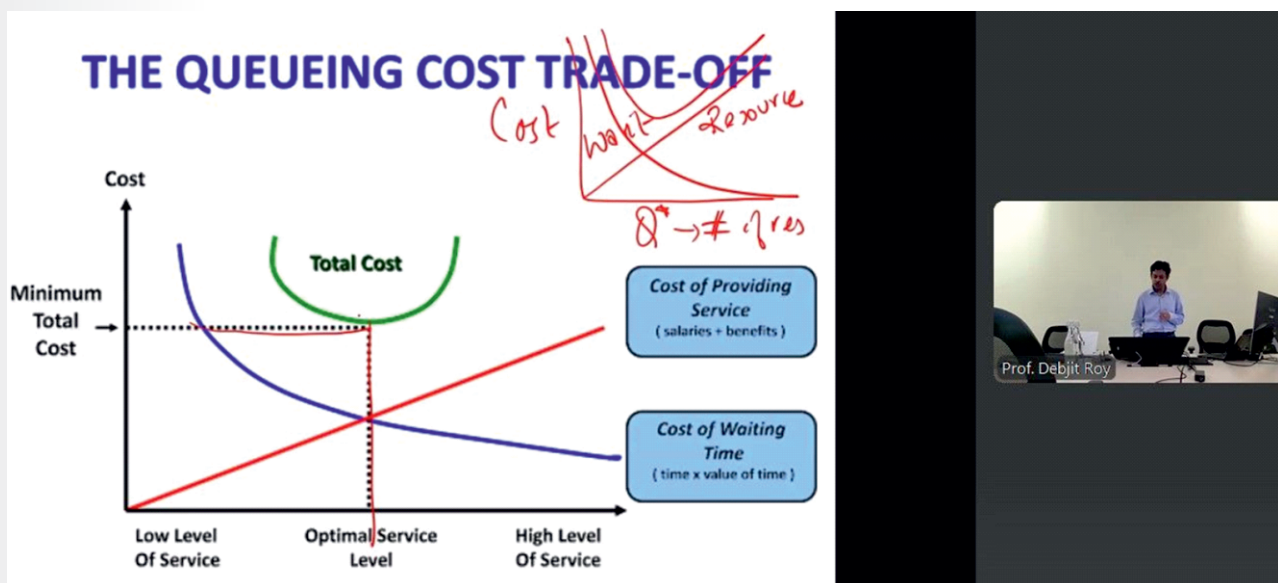 THE QUEUEING COST TRADE-OFF
Cost
Wait
Resource
Q* → # of res
Cost
Total Cost
Minimum
Total
Cost
Cost of Providing
Service
( salaries + benefits )
Cost of Waiting
Time
( time x value of time )
Low Level
Of Service
Optimal Service
Level
High Level
Of Service
Prof. Debjit Roy